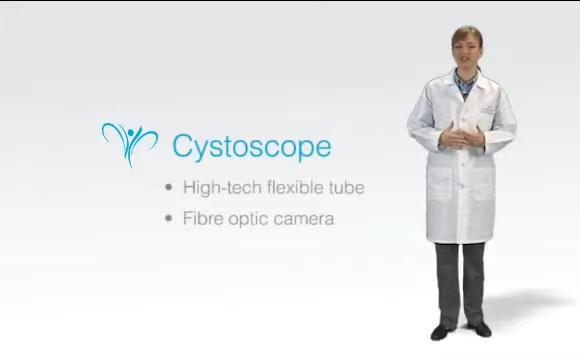 Cystoscope
• High-tech flexible tube
• Fibre optic camera